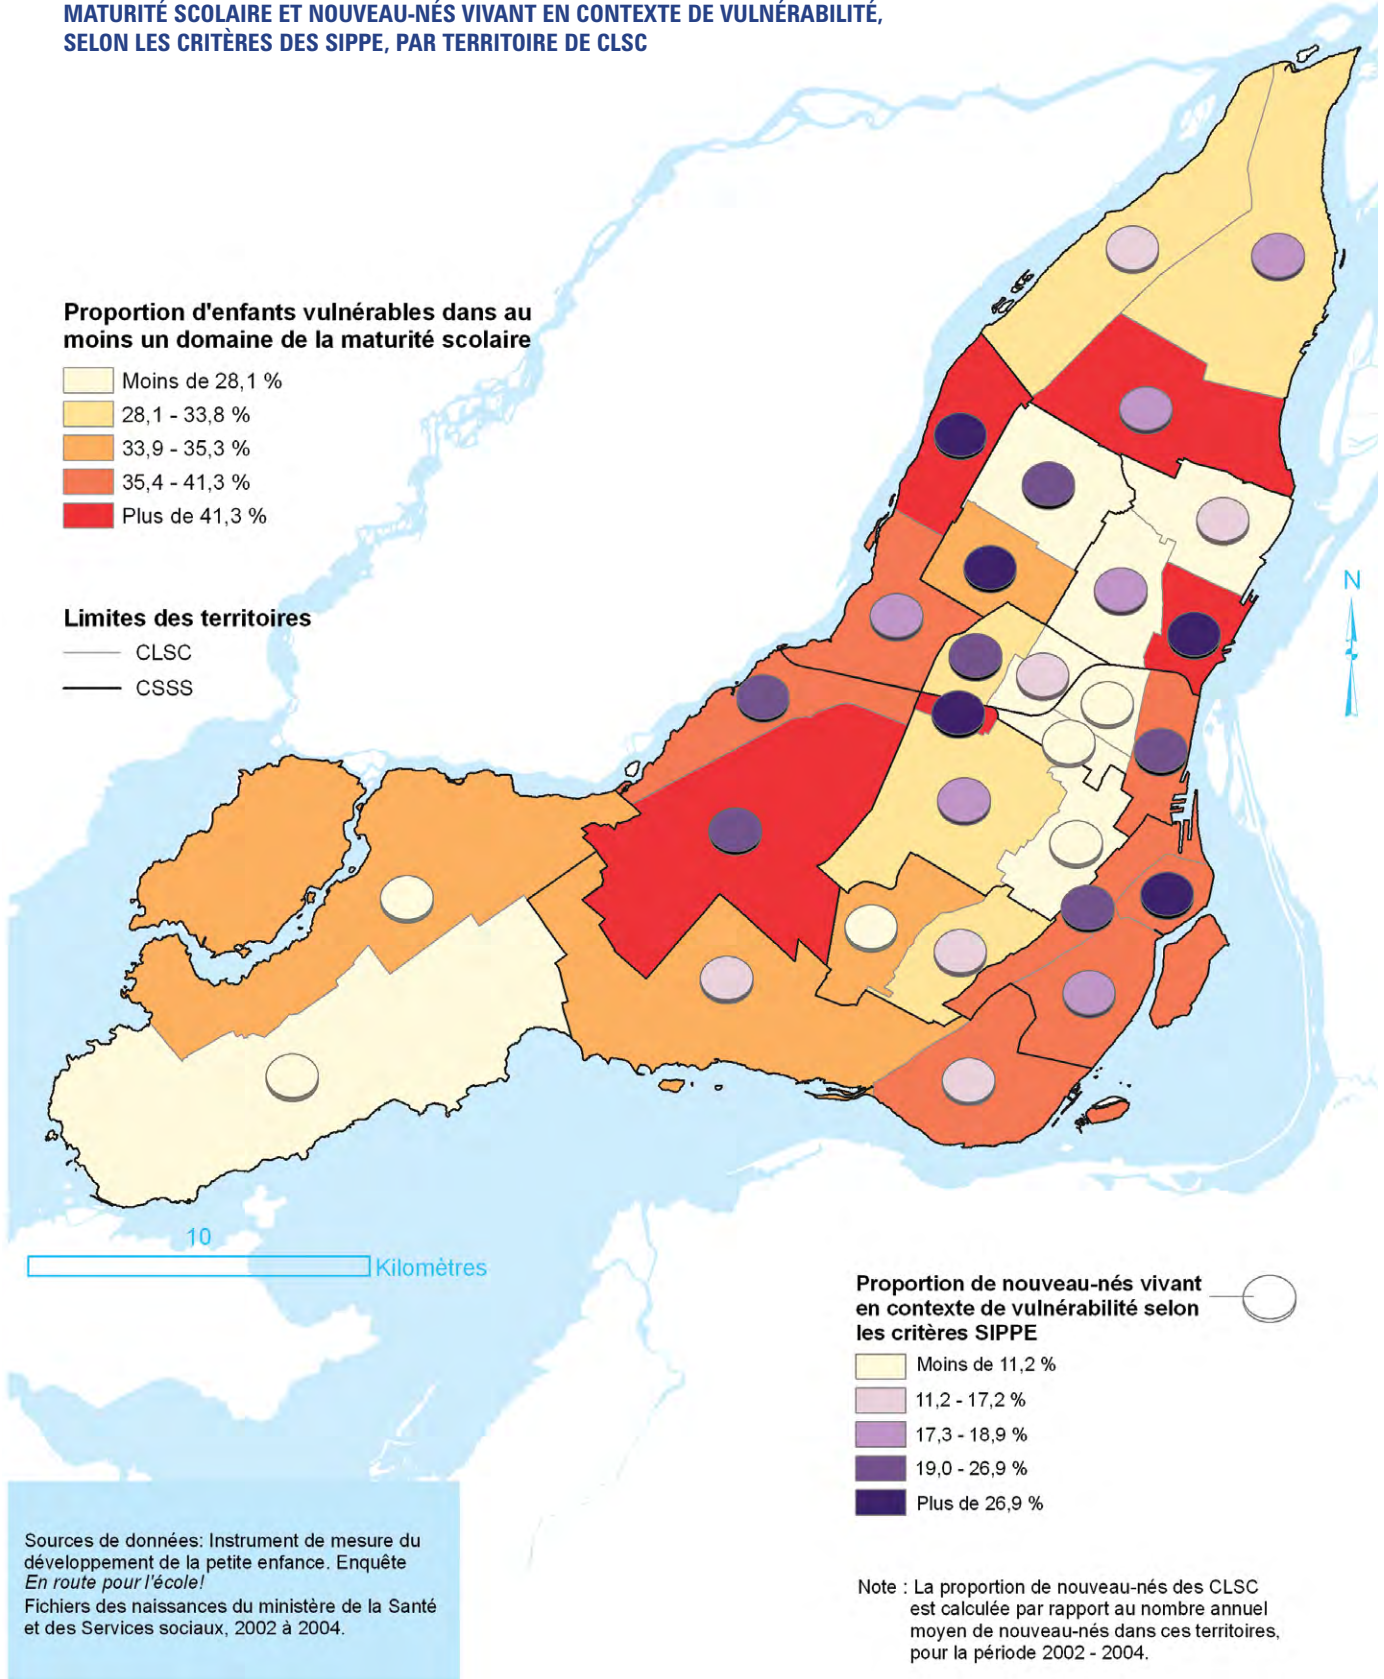 MATURITÉ SCOLAIRE ET NOUVEAU-NÉS VIVANT EN CONTEXTE DE VULNÉRABILITÉ,
SELON LES CRITÈRES DES SIPPE, PAR TERRITOIRE DE CLSC
Proportion d'enfants vulnérables dans au
moins un domaine de la maturité scolaire
Moins de 28,1 %
28,1 - 33,8 %
33,9 - 35,3 %
35,4 - 41,3 %
Plus de 41,3 %
Limites des territoires
CLSC
CSSS
N
10
Kilomètres
Proportion de nouveau-nés vivant
en contexte de vulnérabilité selon
les critères SIPPE
Moins de 11,2 %
11,2 - 17,2 %
17,3 - 18,9 %
19,0 - 26,9 %
Plus de 26,9 %
Sources de données: Instrument de mesure du
développement de la petite enfance. Enquête
En route pour l'école!
Fichiers des naissances du ministère de la Santé
et des Services sociaux, 2002 à 2004.
Note : La proportion de nouveau-nés des CLSC
est calculée par rapport au nombre annuel
moyen de nouveau-nés dans ces territoires,
pour la période 2002 - 2004.